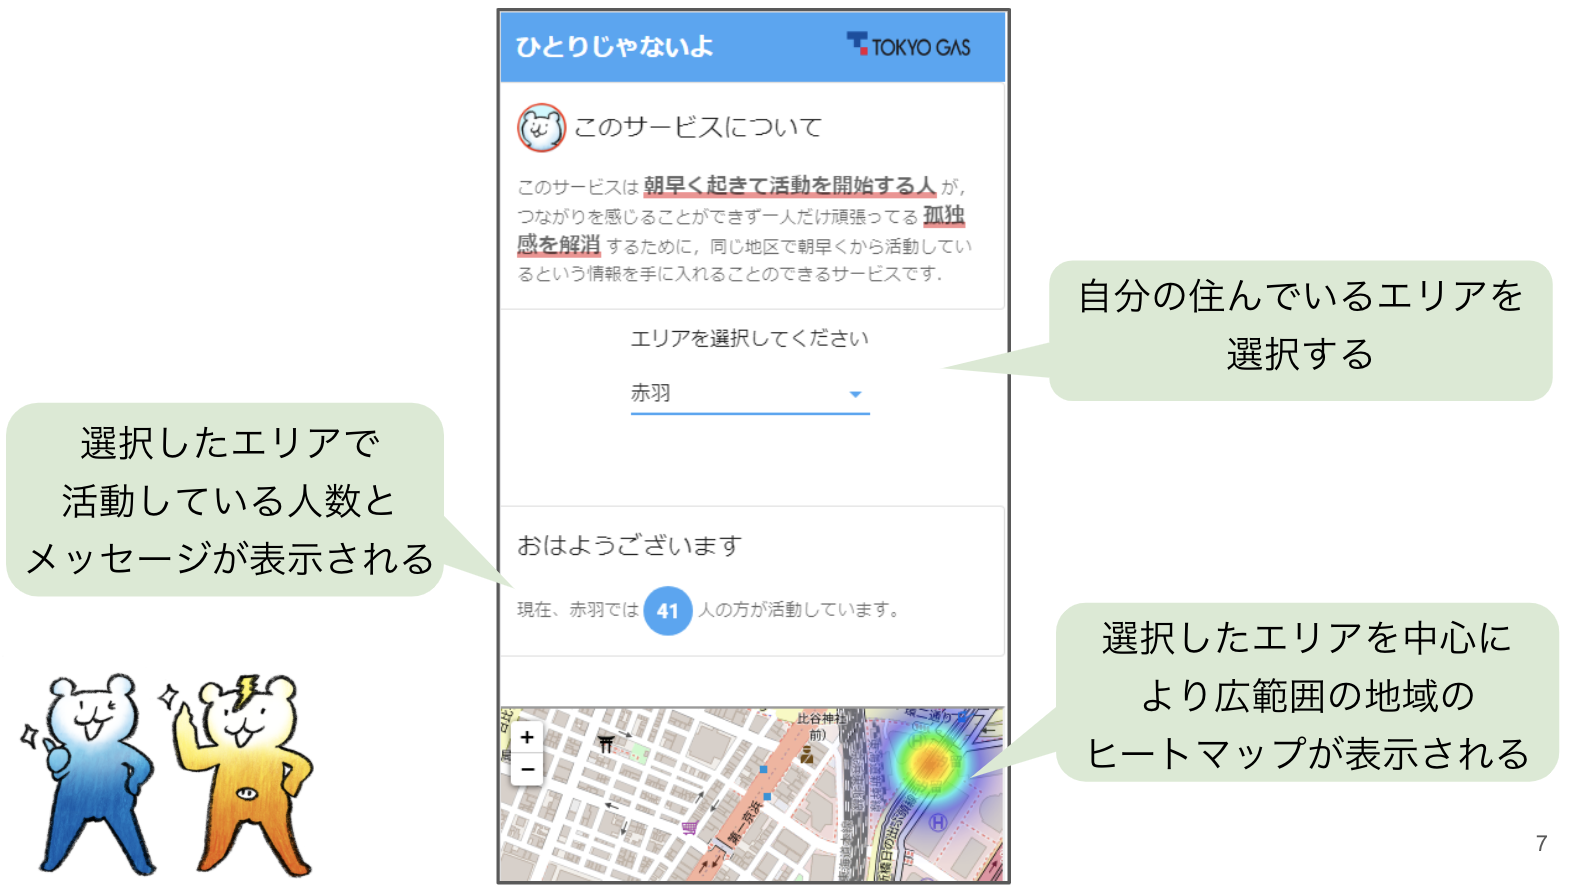 ひとりじゃないよ
TOKYO GAS
このサービスについて
このサービスは 朝早く起きて活動を開始する人 が,
つながりを感じることができず一人だけ頑張ってる 孤独
感を解消 するために, 同じ地区で朝早くから活動してい
るという情報を手に入れることのできるサービスです.
エリアを選択してください
赤羽
自分の住んでいるエリアを
選択する
選択したエリアで
活動している人数と
メッセージが表示される
おはようございます
現在、赤羽では 41 人の方が活動しています。
選択したエリアを中心に
より広範囲の地域の
ヒートマップが表示される
+
−
比谷神社
前)
第一京浜
H
7